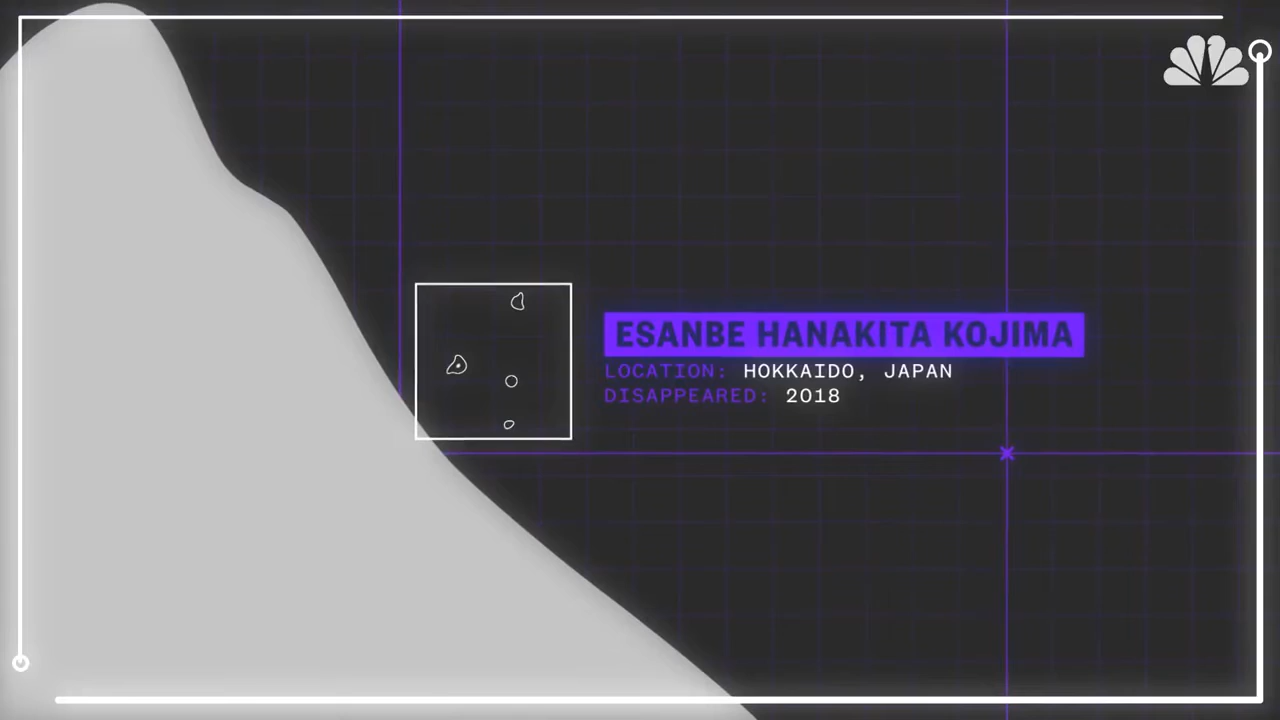 ESANBE HANAKITA KOJIMA
LOCATION: HOKKAIDO, JAPAN
DISAPPEARED: 2018